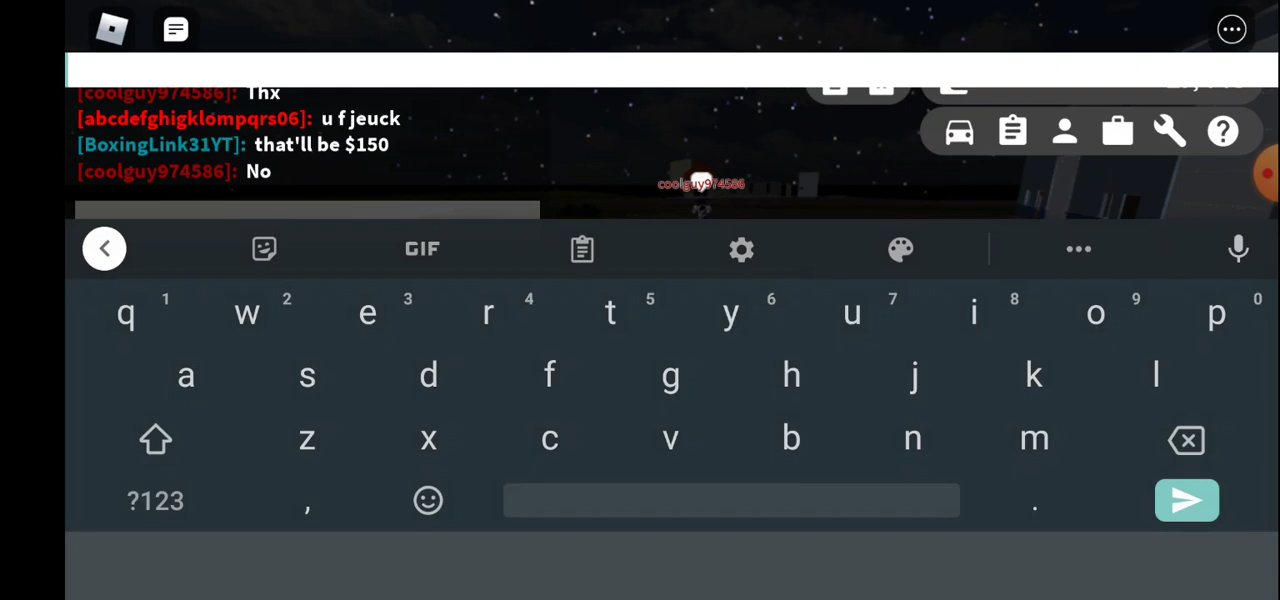 [coolguy974586]: Thx
[abcdefghigklompqrs06]: u f jeuck
[BoxingLink31YT]: that'll be $150
[coolguy974586]: No
coolguy974586
GIF
q 1 w 2 e 3 r 4 t 5 y 6 u 7 i 8 o 9 p 0
a s d f g h j k l
z x c v b n m
?123 , .